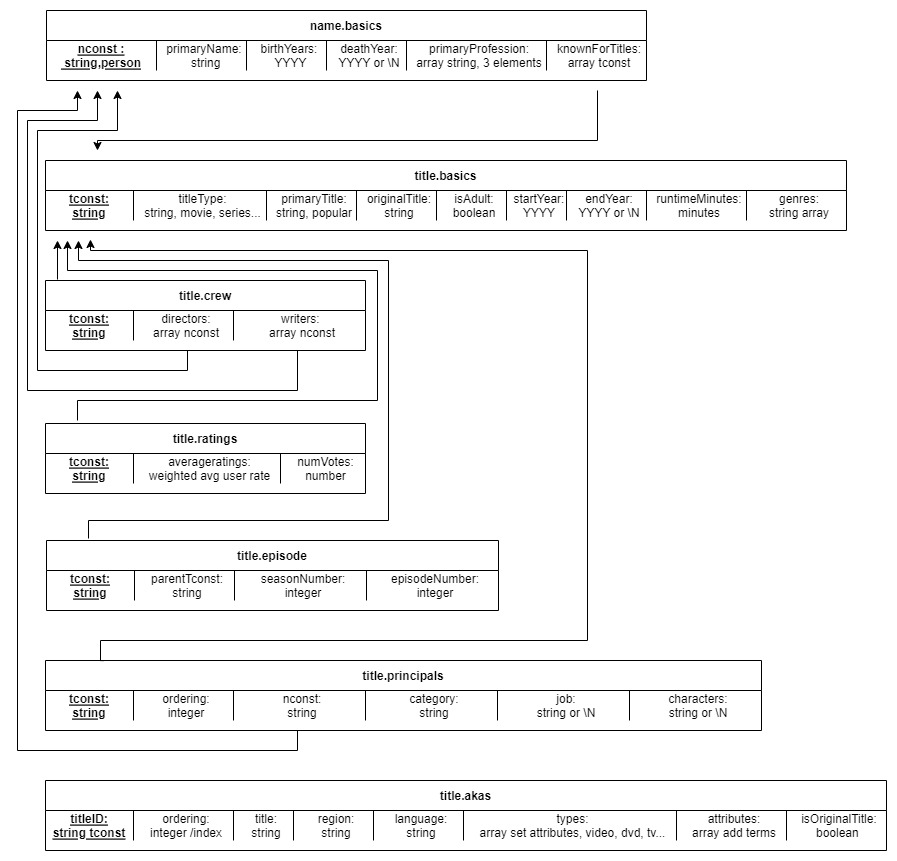 name.basics
nconst : primaryName: birthYears: deathYear: primaryProfession: knownForTitles:
string,person string YYYY YYYY or \N array string, 3 elements array tconst
title.basics
tconst: titleType: primaryTitle: originalTitle: isAdult: startYear: endYear: runtimeMinutes: genres:
string string, movie, series... string, popular string boolean YYYY YYYY or \N minutes string array
title.crew
tconst: directors: writers:
string array nconst array nconst
title.ratings
tconst: averageratings: numVotes:
string weighted avg user rate number
title.episode
tconst: parentTconst: seasonNumber: episodeNumber:
string string integer integer
title.principals
tconst: ordering: nconst: category: job: characters:
string integer string string string or \N string or \N
title.akas
titleID: ordering: title: region: language: types: attributes: isOriginalTitle:
string tconst integer /index string string string array set attributes, video, dvd, tv... array add terms boolean